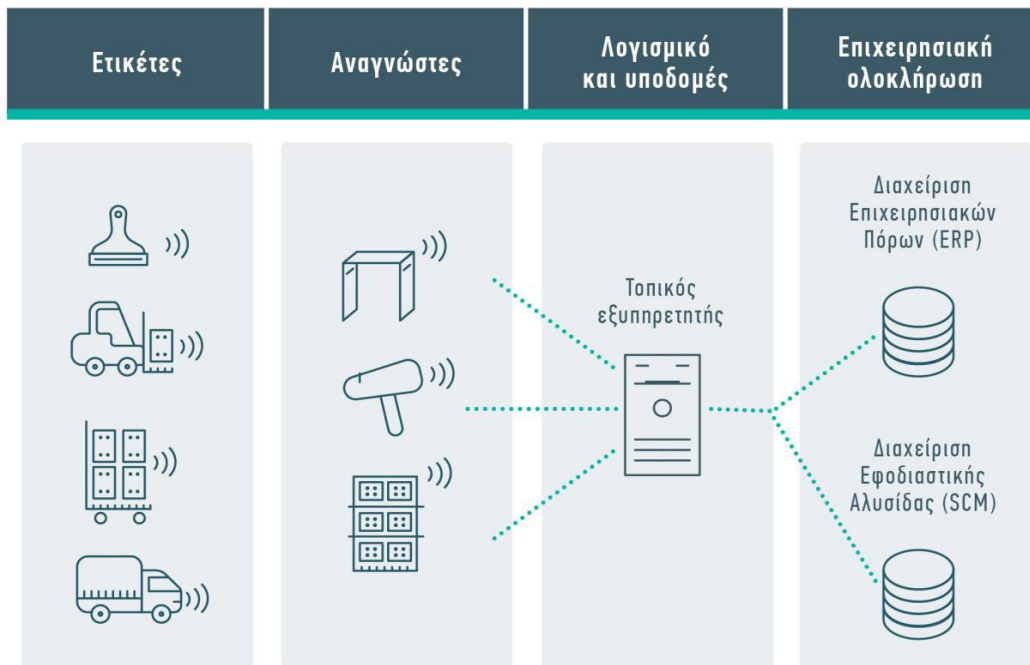 Ετικέτες
Αναγνώστες
Λογισμικό
και υποδομές
Επιχειρησιακή
ολοκλήρωση
Τοπικός
εξυπηρετητής
Διαχείριση
Επιχειρησιακών
Πόρων (ERP)
Διαχείριση
Εφοδιαστικής
Αλυσίδας (SCM)